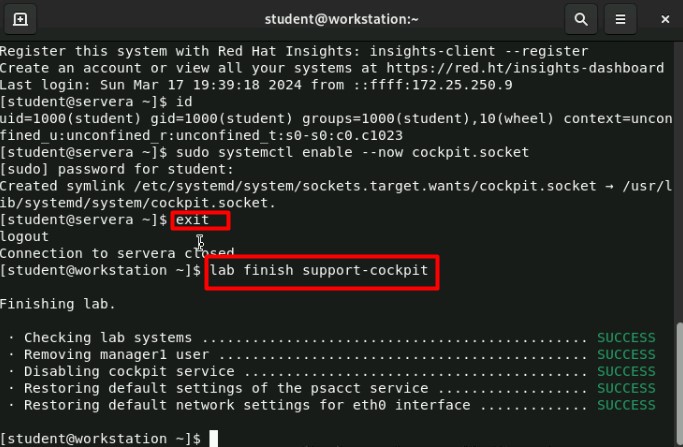 student@workstation:~
Register this system with Red Hat Insights: insights-client --register
Create an account or view all your systems at https://red.ht/insights-dashboard
Last login: Sun Mar 17 19:39:18 2024 from ::ffff:172.25.250.9
[student@servera ~]$ id
uid=1000(student) gid=1000(student) groups=1000(student),10(wheel) context=uncon
fined_u:unconfined_r:unconfined_t:s0-s0:c0.c1023
[student@servera ~]$ sudo systemctl enable --now cockpit.socket
[sudo] password for student:
Created symlink /etc/systemd/system/sockets.target.wants/cockpit.socket → /usr/l
ib/systemd/system/cockpit.socket.
[student@servera ~]$ exit
logout
Connection to servera closed.
[student@workstation ~]$ lab finish support-cockpit
Finishing lab.
· Checking lab systems .............................................. SUCCESS
· Removing manager1 user ............................................ SUCCESS
· Disabling cockpit service ......................................... SUCCESS
· Restoring default settings of the psacct service .................. SUCCESS
· Restoring default network settings for eth0 interface ............. SUCCESS
[student@workstation ~]$